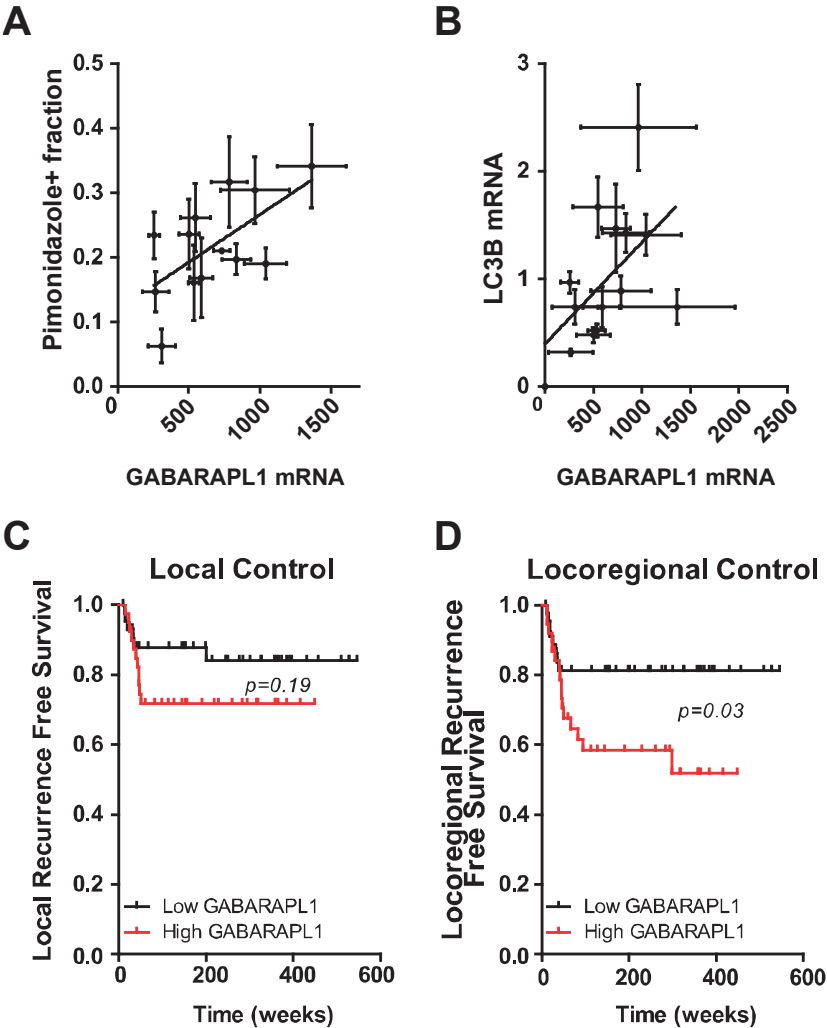 A
Pimonidazole+ fraction
0.5
0.4
0.3
0.2
0.1
0.0
0
500
1000
1500
GABARAPL1 mRNA
B
LC3B mRNA
3
2
1
0
0
500
1000
1500
2000
2500
GABARAPL1 mRNA
C
Local Control
Local Recurrence Free Survival
1.0
0.8
0.6
0.4
0.2
0.0
p=0.19
Low GABARAPL1
High GABARAPL1
0
200
400
600
Time (weeks)
D
Locoregional Control
Locoregional Recurrence
Free Survival
1.0
0.8
0.6
0.4
0.2
0.0
p=0.03
Low GABARAPL1
High GABARAPL1
0
200
400
600
Time (weeks)